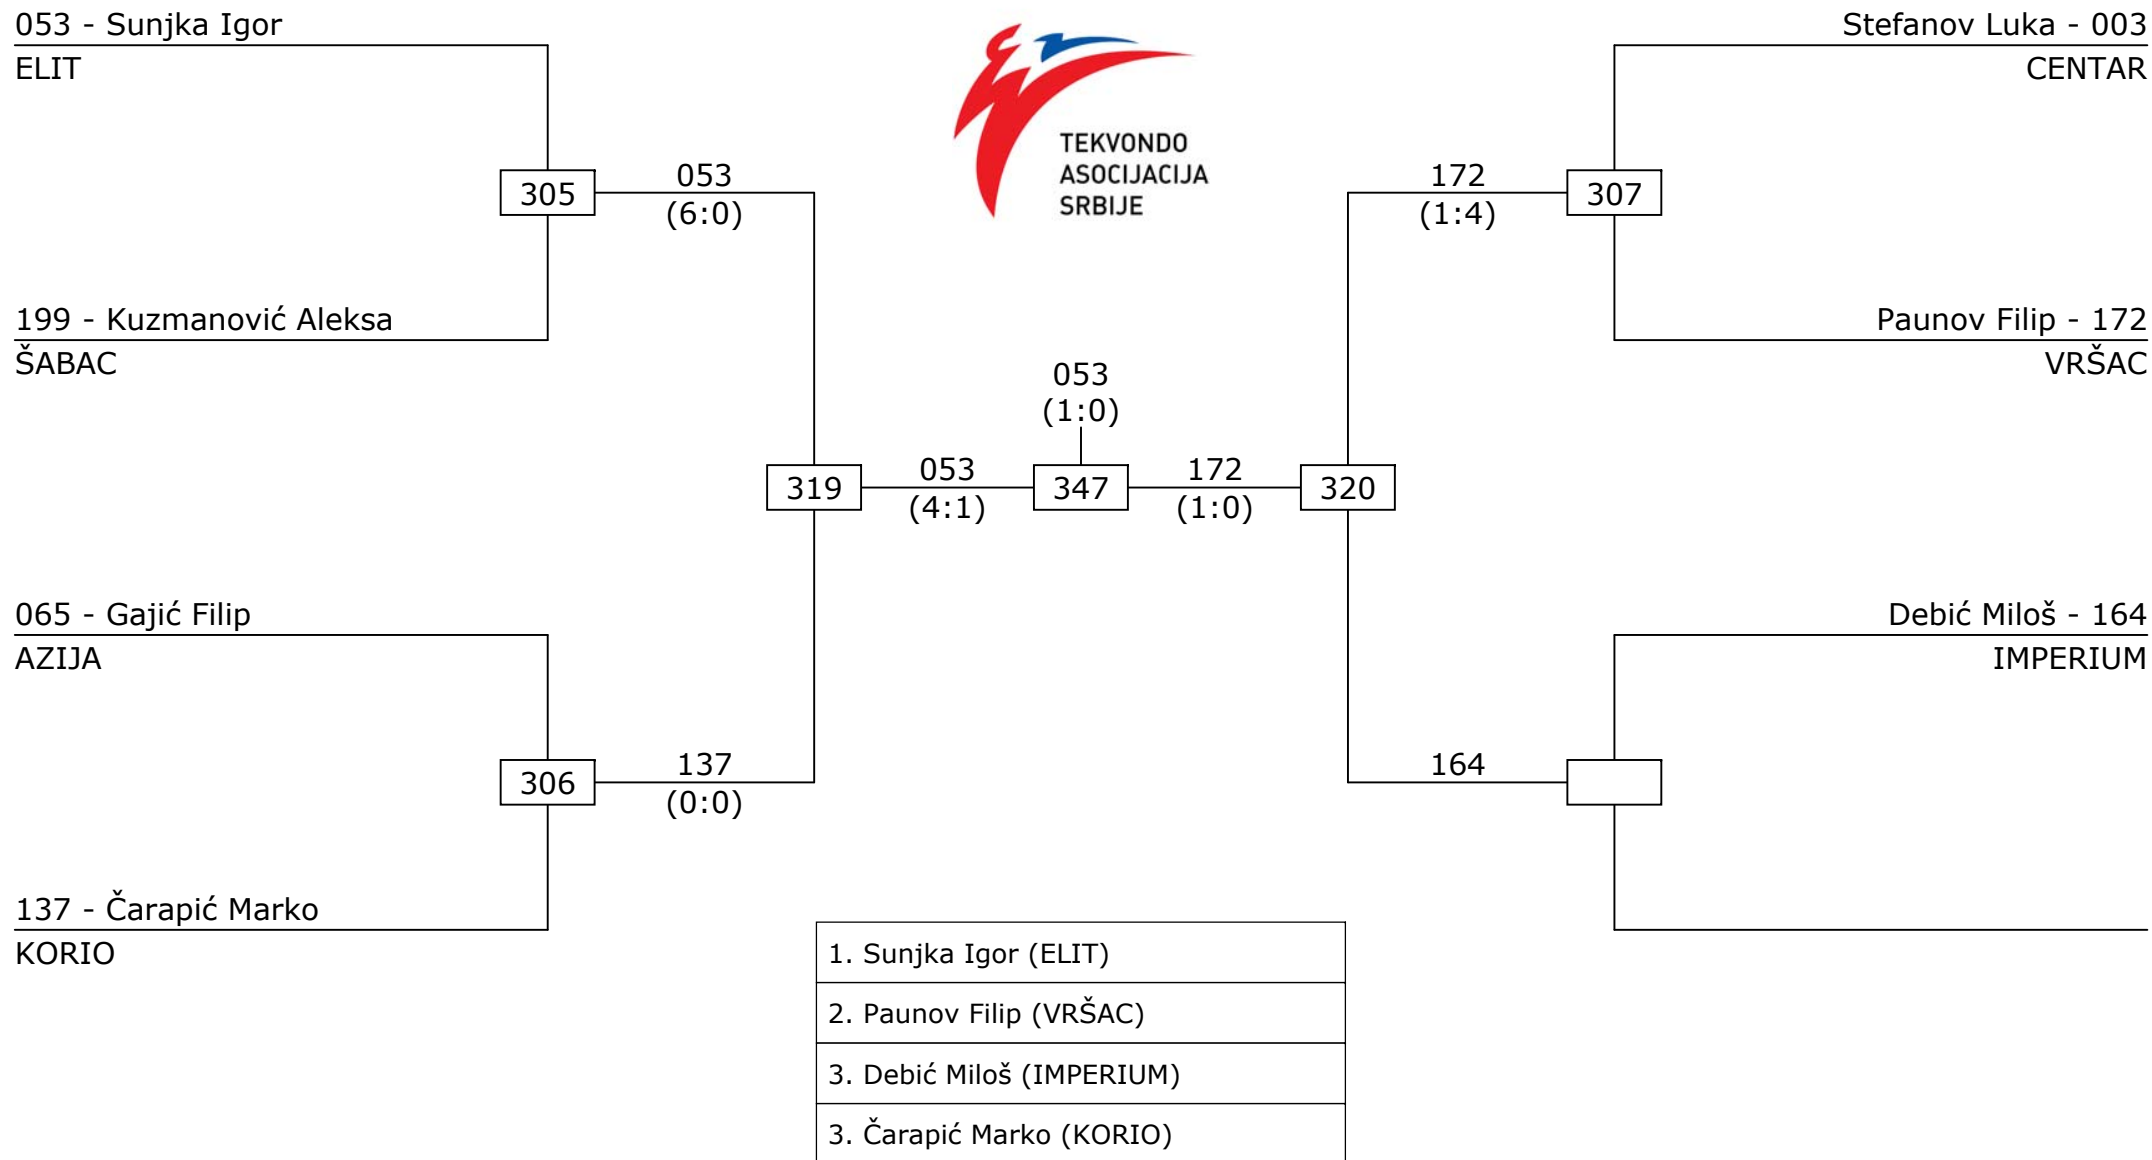 053 - Sunjka Igor
ELIT
Stefanov Luka - 003
CENTAR
TEKVONDO
ASOCIJACIJA
SRBIJE
305
053
(6:0)
172
(1:4)
307
199 - Kuzmanović Aleksa
ŠABAC
Paunov Filip - 172
VRŠAC
053
(1:0)
319
053
(4:1)
347
172
(1:0)
320
065 - Gajić Filip
AZIJA
Debić Miloš - 164
IMPERIUM
306
137
(0:0)
164
137 - Čarapić Marko
KORIO
1. Sunjka Igor (ELIT)
2. Paunov Filip (VRŠAC)
3. Debić Miloš (IMPERIUM)
3. Čarapić Marko (KORIO)